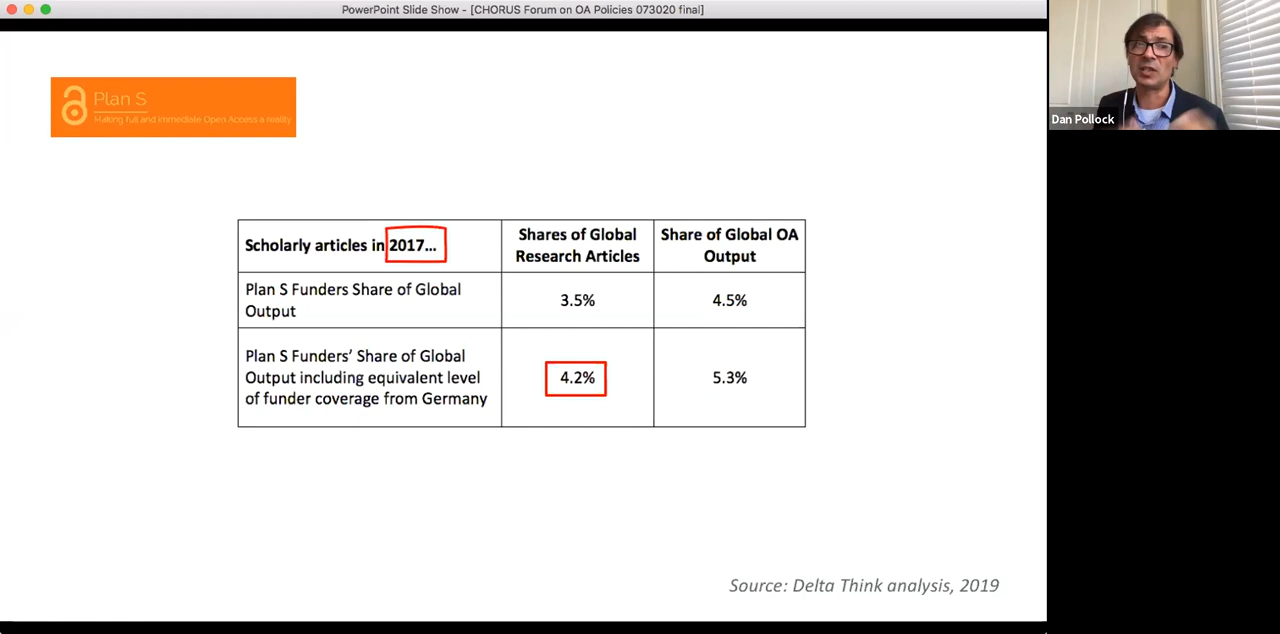 PowerPoint Slide Show - [CHORUS Forum on OA Policies 073020 final]
Plan S
Making full and immediate Open Access a reality
Dan Pollock
Scholarly articles in 2017...
Shares of Global
Research Articles
Share of Global OA
Output
Plan S Funders Share of Global
Output
3.5%
4.5%
Plan S Funders’ Share of Global
Output including equivalent level
of funder coverage from Germany
4.2%
5.3%
Source: Delta Think analysis, 2019